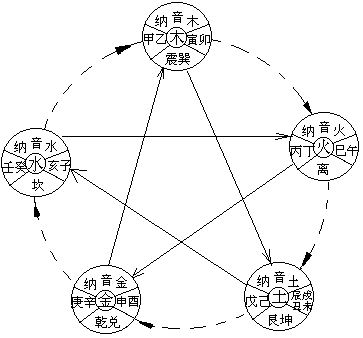 纳音木
甲乙 木 寅卯
震巽
纳音火
丙丁 火 巳午
离
纳音土
戊己 土 辰戌
丑未
艮坤
纳音金
庚辛 金 申酉
乾兑
纳音水
壬癸 水 亥子
坎